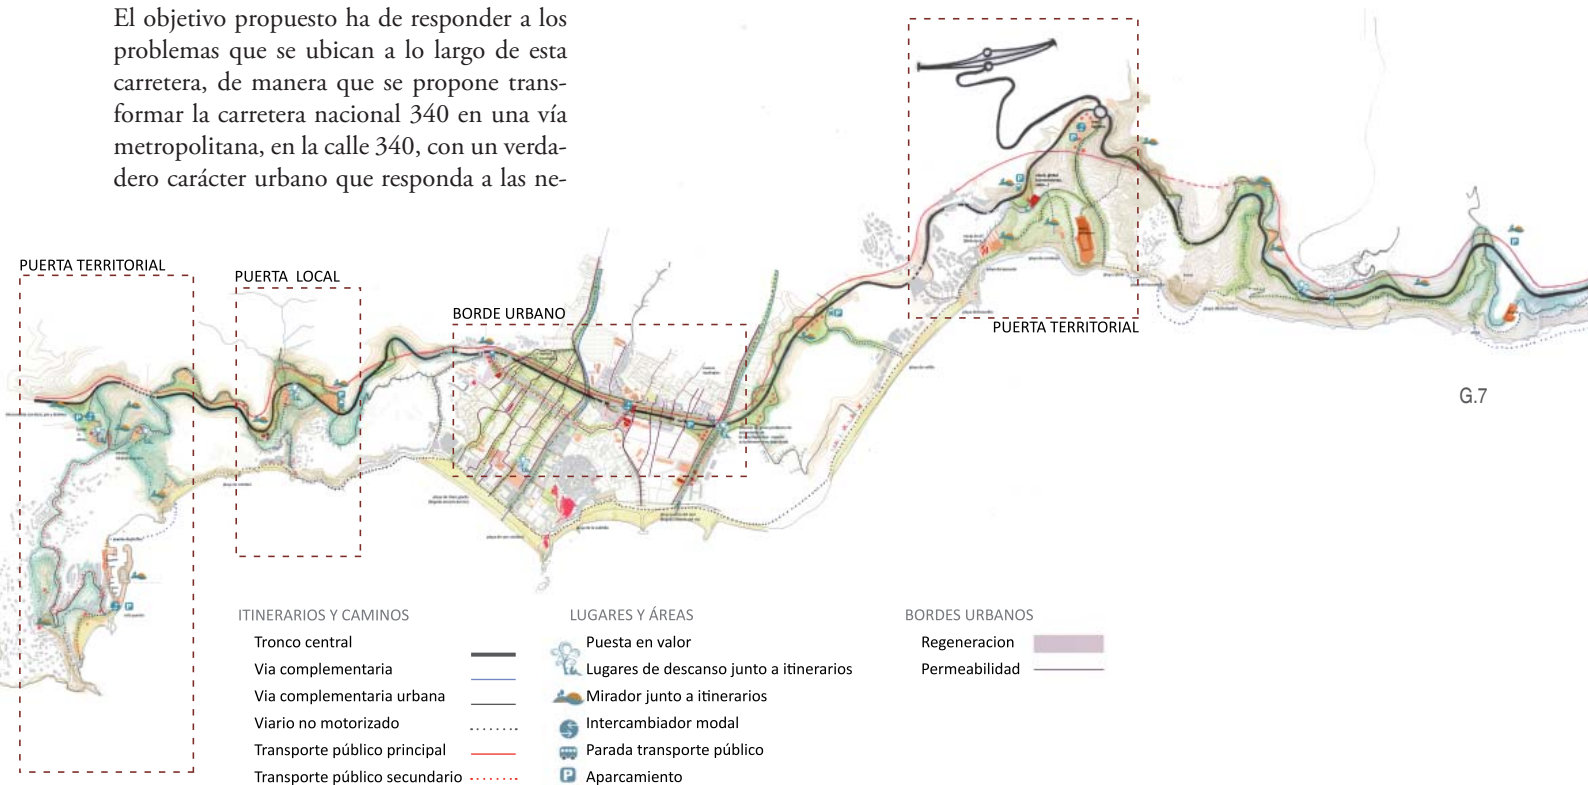 El objetivo propuesto ha de responder a los
problemas que se ubican a lo largo de esta
carretera, de manera que se propone trans-
formar la carretera nacional 340 en una vía
metropolitana, en la calle 340, con un verda-
dero carácter urbano que responda a las ne-
PUERTA TERRITORIAL
PUERTA LOCAL
BORDE URBANO
PUERTA TERRITORIAL
G.7
ITINERARIOS Y CAMINOS
Tronco central
Via complementaria
Via complementaria urbana
Viario no motorizado
Transporte público principal
Transporte público secundario
LUGARES Y ÁREAS
Puesta en valor
Lugares de descanso junto a itinerarios
Mirador junto a itinerarios
Intercambiador modal
Parada transporte público
P Aparcamiento
BORDES URBANOS
Regeneracion
Permeabilidad